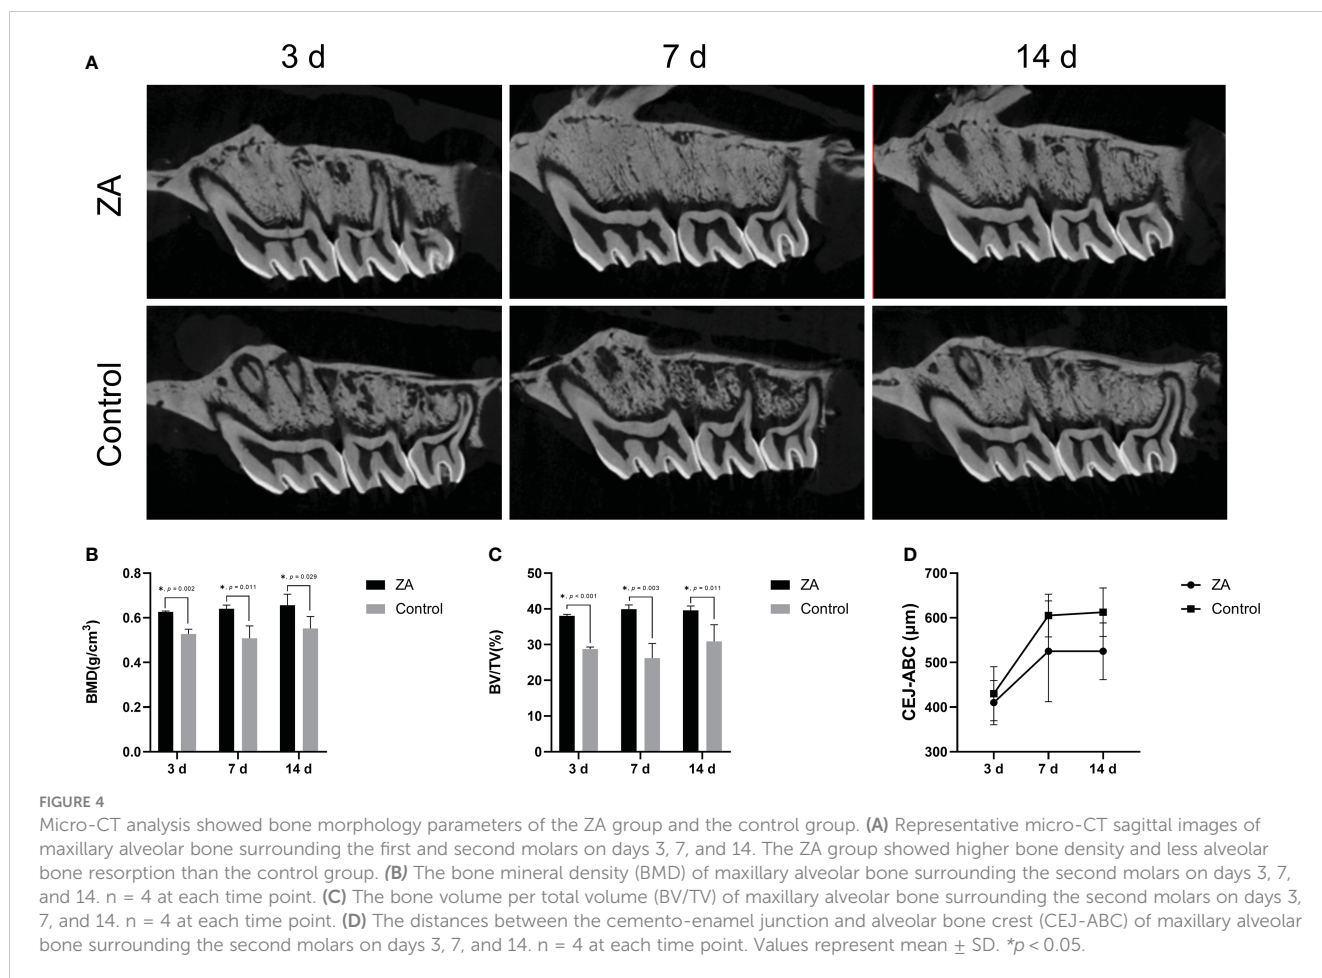 A
3 d
7 d
14 d
ZA
Control
B
0.8
0.6
0.4
0.2
0.0
BMD(g/cm³)
*, p = 0.002
*, p = 0.011
*, p = 0.029
3 d
7 d
14 d
ZA
Control
C
50
40
30
20
10
0
BV/TV(%)
*, p < 0.001
*, p = 0.003
*, p = 0.011
3 d
7 d
14 d
ZA
Control
D
700
600
500
400
300
CEJ-ABC (μm)
3 d
7 d
14 d
ZA
Control
FIGURE 4
Micro-CT analysis showed bone morphology parameters of the ZA group and the control group. (A) Representative micro-CT sagittal images of
maxillary alveolar bone surrounding the first and second molars on days 3, 7, and 14. The ZA group showed higher bone density and less alveolar
bone resorption than the control group. (B) The bone mineral density (BMD) of maxillary alveolar bone surrounding the second molars on days 3, 7,
and 14. n = 4 at each time point. (C) The bone volume per total volume (BV/TV) of maxillary alveolar bone surrounding the second molars on days 3,
7, and 14. n = 4 at each time point. (D) The distances between the cemento-enamel junction and alveolar bone crest (CEJ-ABC) of maxillary alveolar
bone surrounding the second molars on days 3, 7, and 14. n = 4 at each time point. Values represent mean ± SD. *p < 0.05.